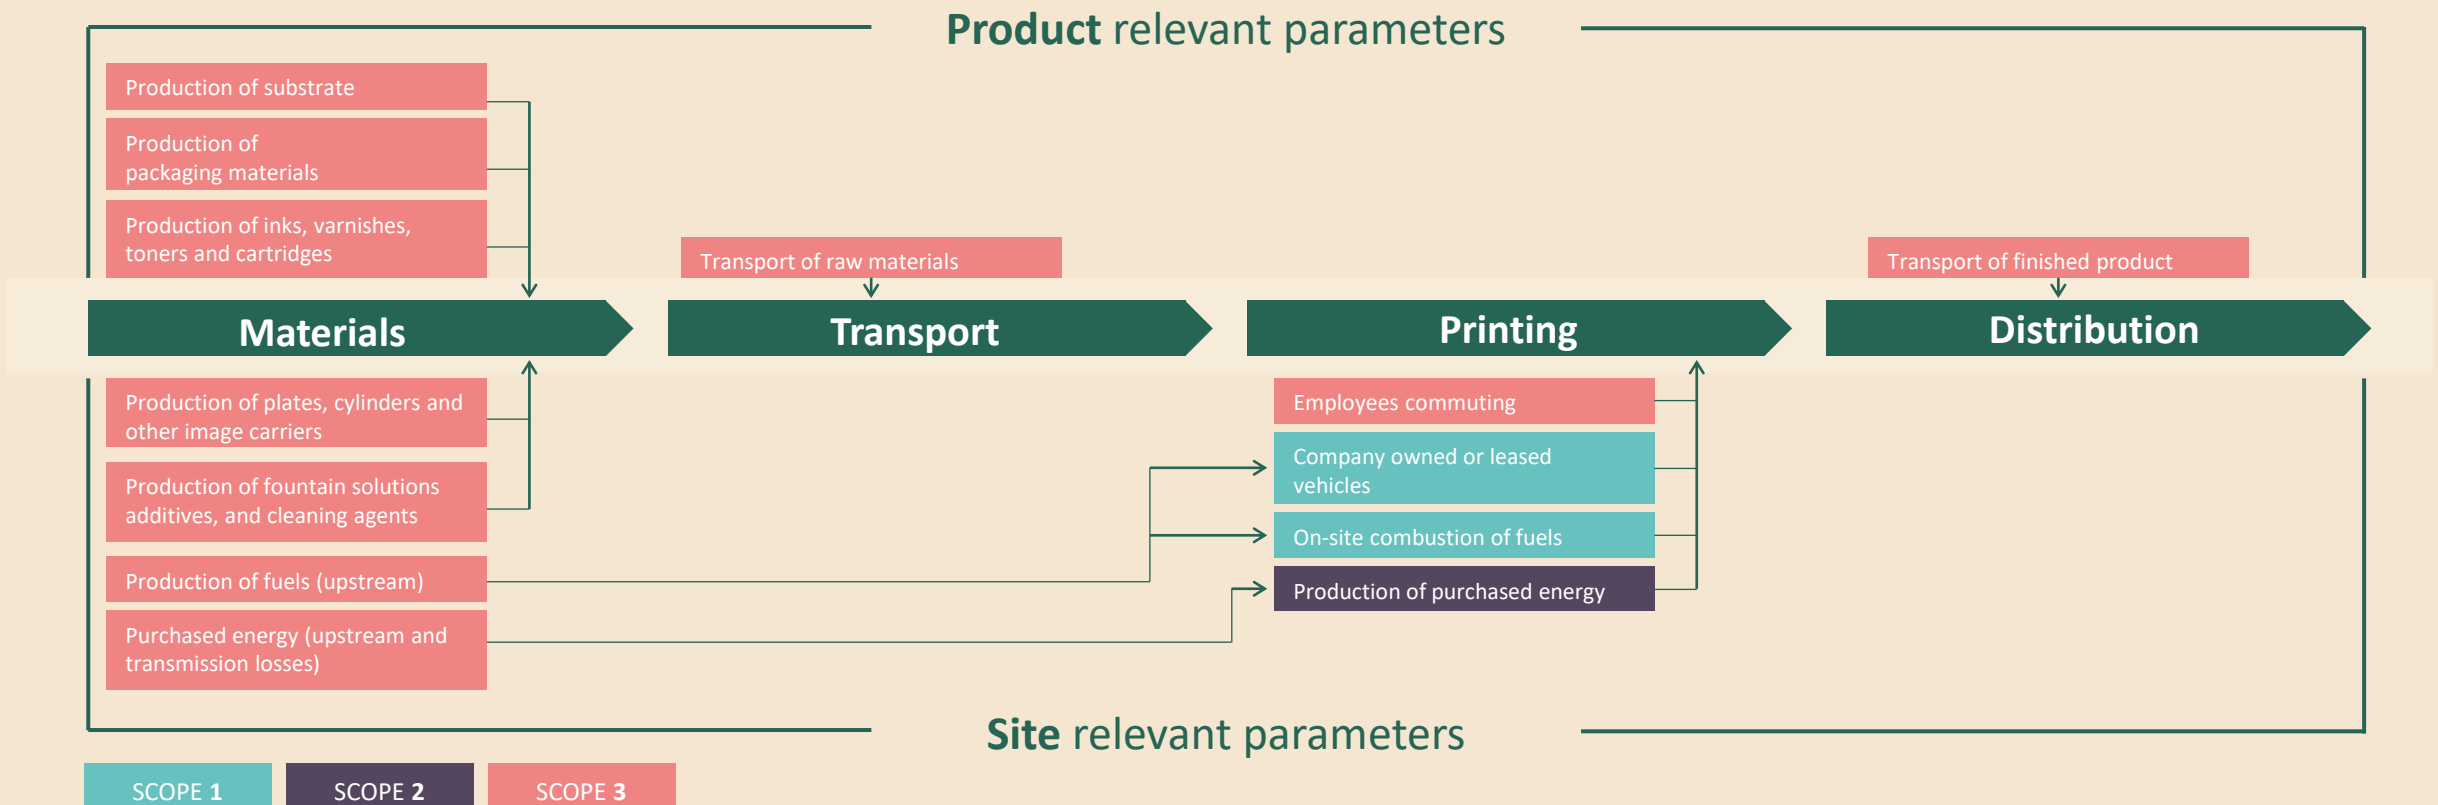 Product relevant parameters
Production of substrate
Production of
packaging materials
Production of inks, varnishes,
toners and cartridges
Transport of raw materials
Transport of finished product
Materials
Transport
Printing
Distribution
Production of plates, cylinders and
other image carriers
Production of fountain solutions
additives, and cleaning agents
Production of fuels (upstream)
Purchased energy (upstream and
transmission losses)
Employees commuting
Company owned or leased
vehicles
On-site combustion of fuels
Production of purchased energy
Site relevant parameters
SCOPE 1
SCOPE 2
SCOPE 3